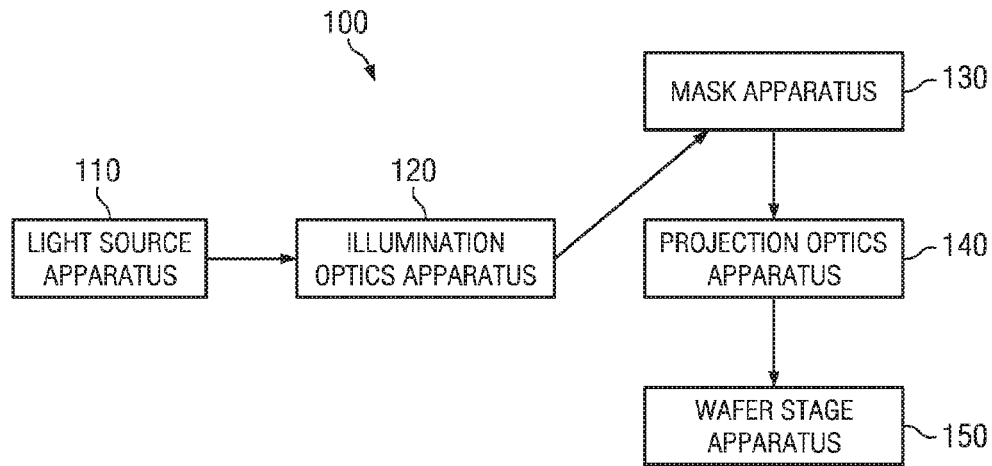 100
MASK APPARATUS
130
110
120
LIGHT SOURCE
APPARATUS
ILLUMINATION
OPTICS APPARATUS
PROJECTION OPTICS
APPARATUS
140
WAFER STAGE
APPARATUS
150